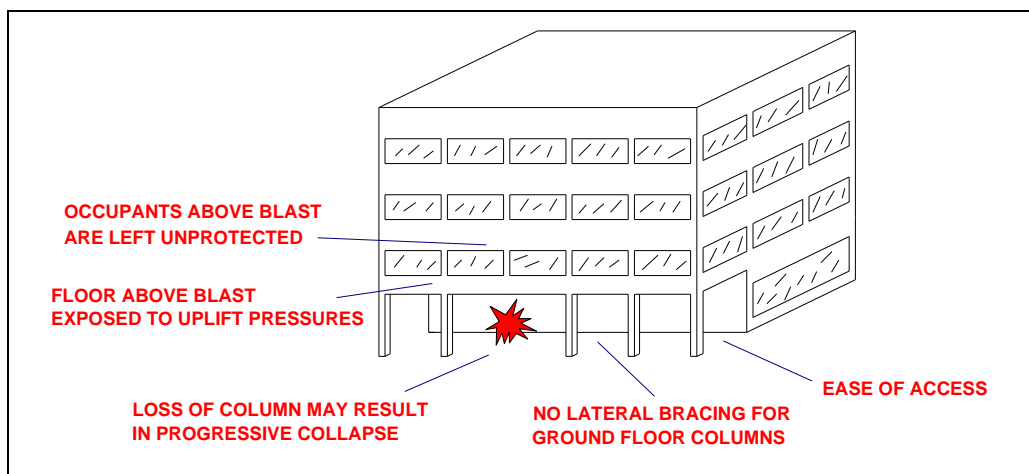 OCCUPANTS ABOVE BLAST
ARE LEFT UNPROTECTED
FLOOR ABOVE BLAST
EXPOSED TO UPLIFT PRESSURES
LOSS OF COLUMN MAY RESULT
IN PROGRESSIVE COLLAPSE
NO LATERAL BRACING FOR
GROUND FLOOR COLUMNS
EASE OF ACCESS